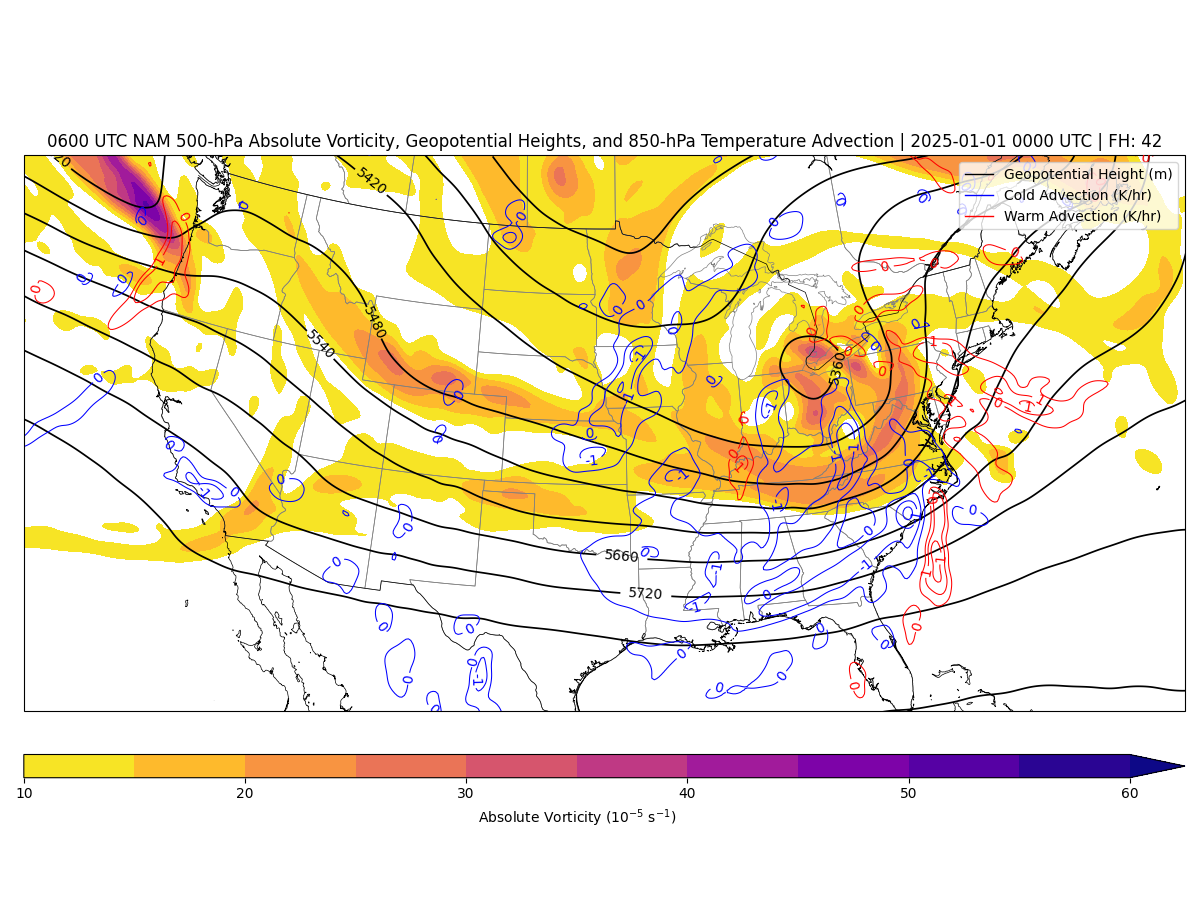 0600 UTC NAM 500-hPa Absolute Vorticity, Geopotential Heights, and 850-hPa Temperature Advection | 2025-01-01 0000 UTC | FH: 42
Geopotential Height (m)
Cold Advection (K/hr)
Warm Advection (K/hr)
5420
5480
5540
5360
5660
5720
10 20 30 40 50 60
Absolute Vorticity (10⁻⁵ s⁻¹)